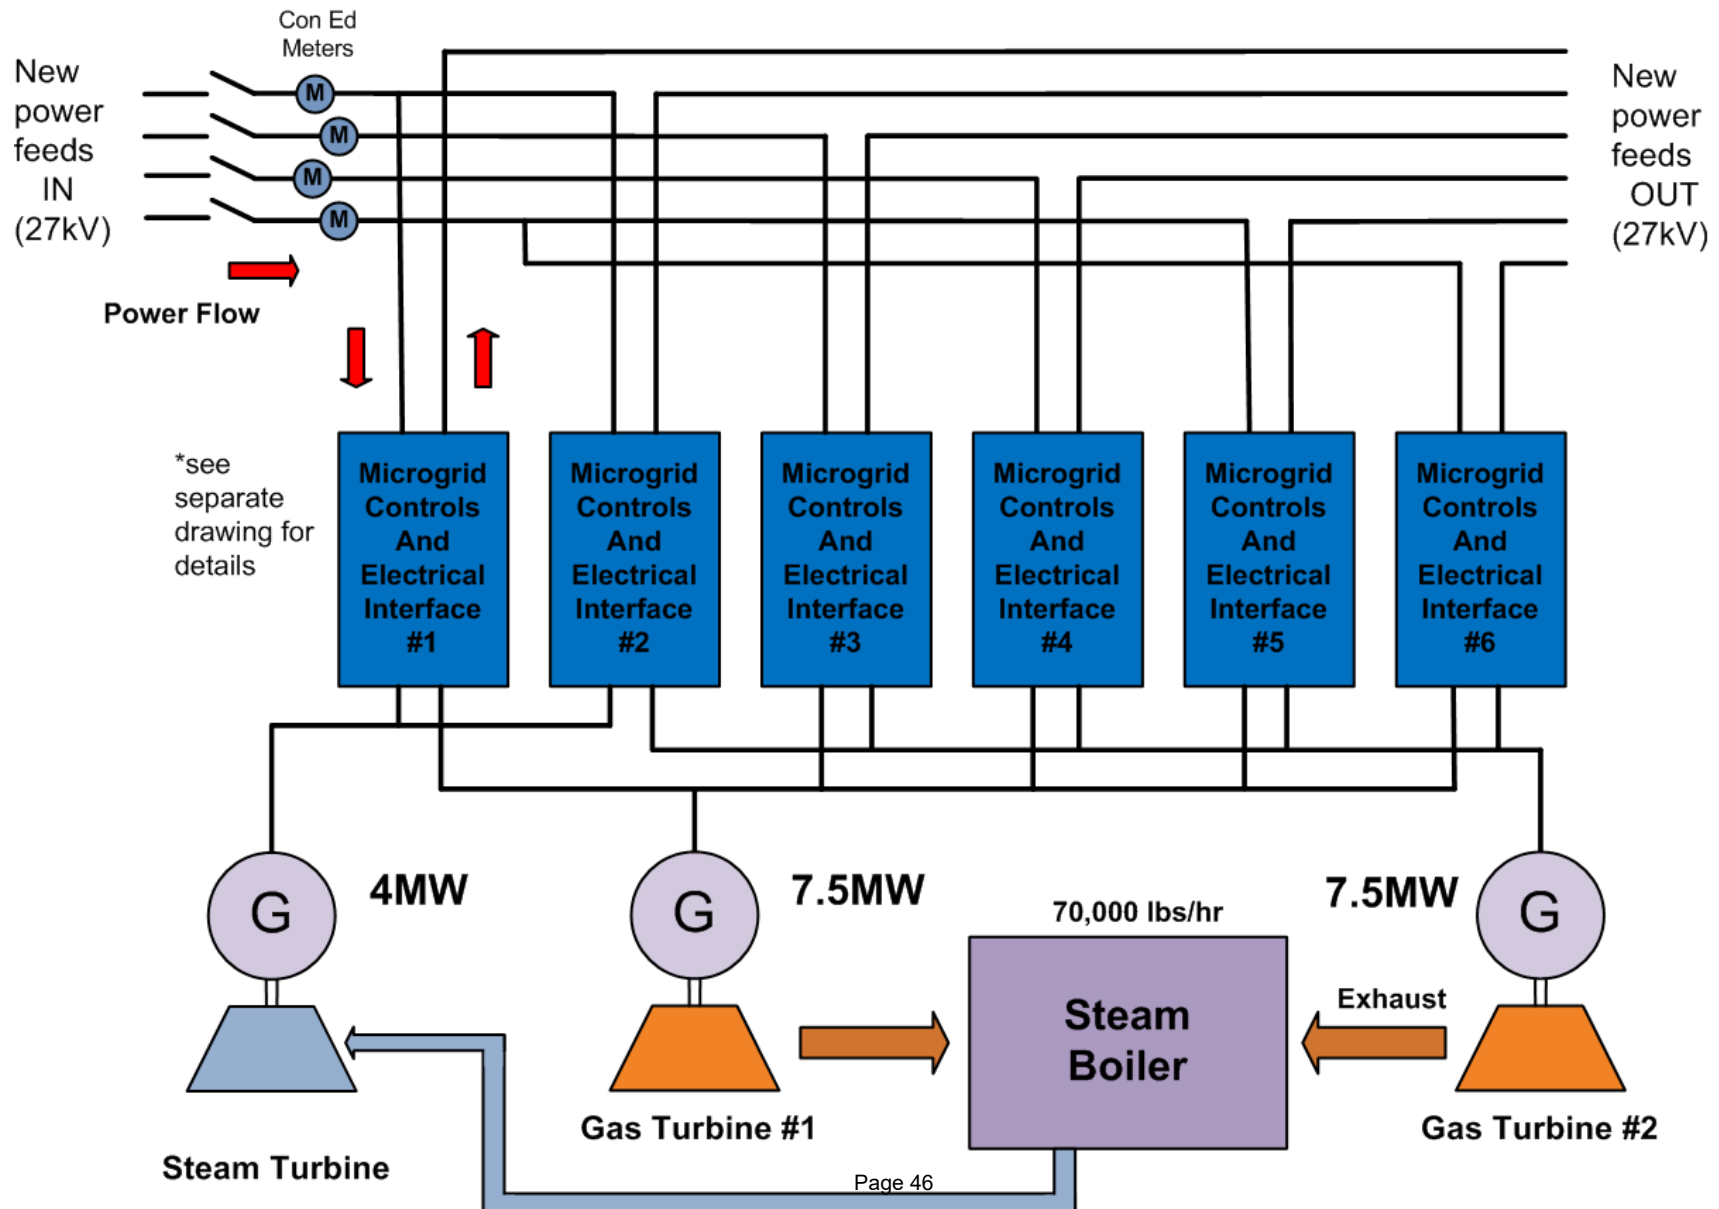 Con Ed
Meters
New
power
feeds
IN
(27kV)
M
M
M
M
New
power
feeds
OUT
(27kV)
Power Flow
*see
separate
drawing for
details
Microgrid
Controls
And
Electrical
Interface
#1
Microgrid
Controls
And
Electrical
Interface
#2
Microgrid
Controls
And
Electrical
Interface
#3
Microgrid
Controls
And
Electrical
Interface
#4
Microgrid
Controls
And
Electrical
Interface
#5
Microgrid
Controls
And
Electrical
Interface
#6
G
4MW
G
7.5MW
70,000 lbs/hr
7.5MW
G
Steam
Boiler
Exhaust
Steam Turbine
Gas Turbine #1
Gas Turbine #2
Page 46